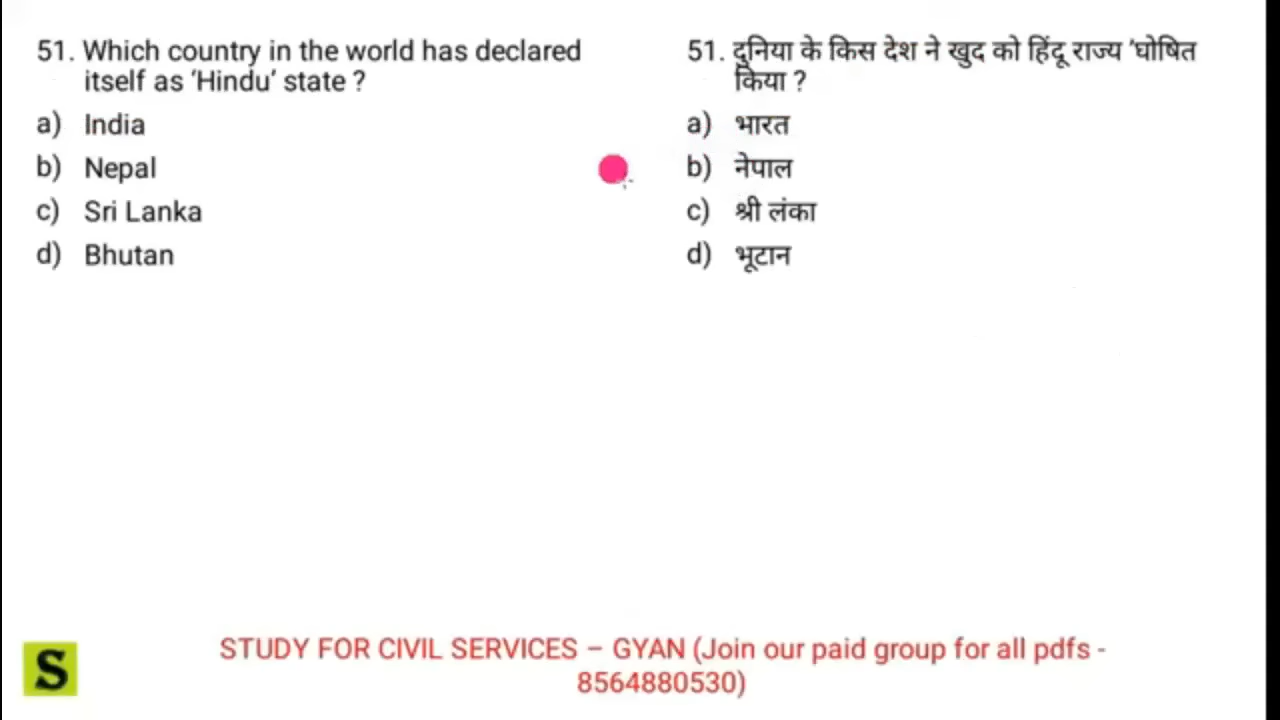 51. Which country in the world has declared
itself as ‘Hindu’ state ?
a) India
b) Nepal
c) Sri Lanka
d) Bhutan
51. दुनिया के किस देश ने खुद को हिंदू राज्य ‘घोषित
किया ?
a) भारत
b) नेपाल
c) श्री लंका
d) भूटान
S
STUDY FOR CIVIL SERVICES – GYAN (Join our paid group for all pdfs -
8564880530)